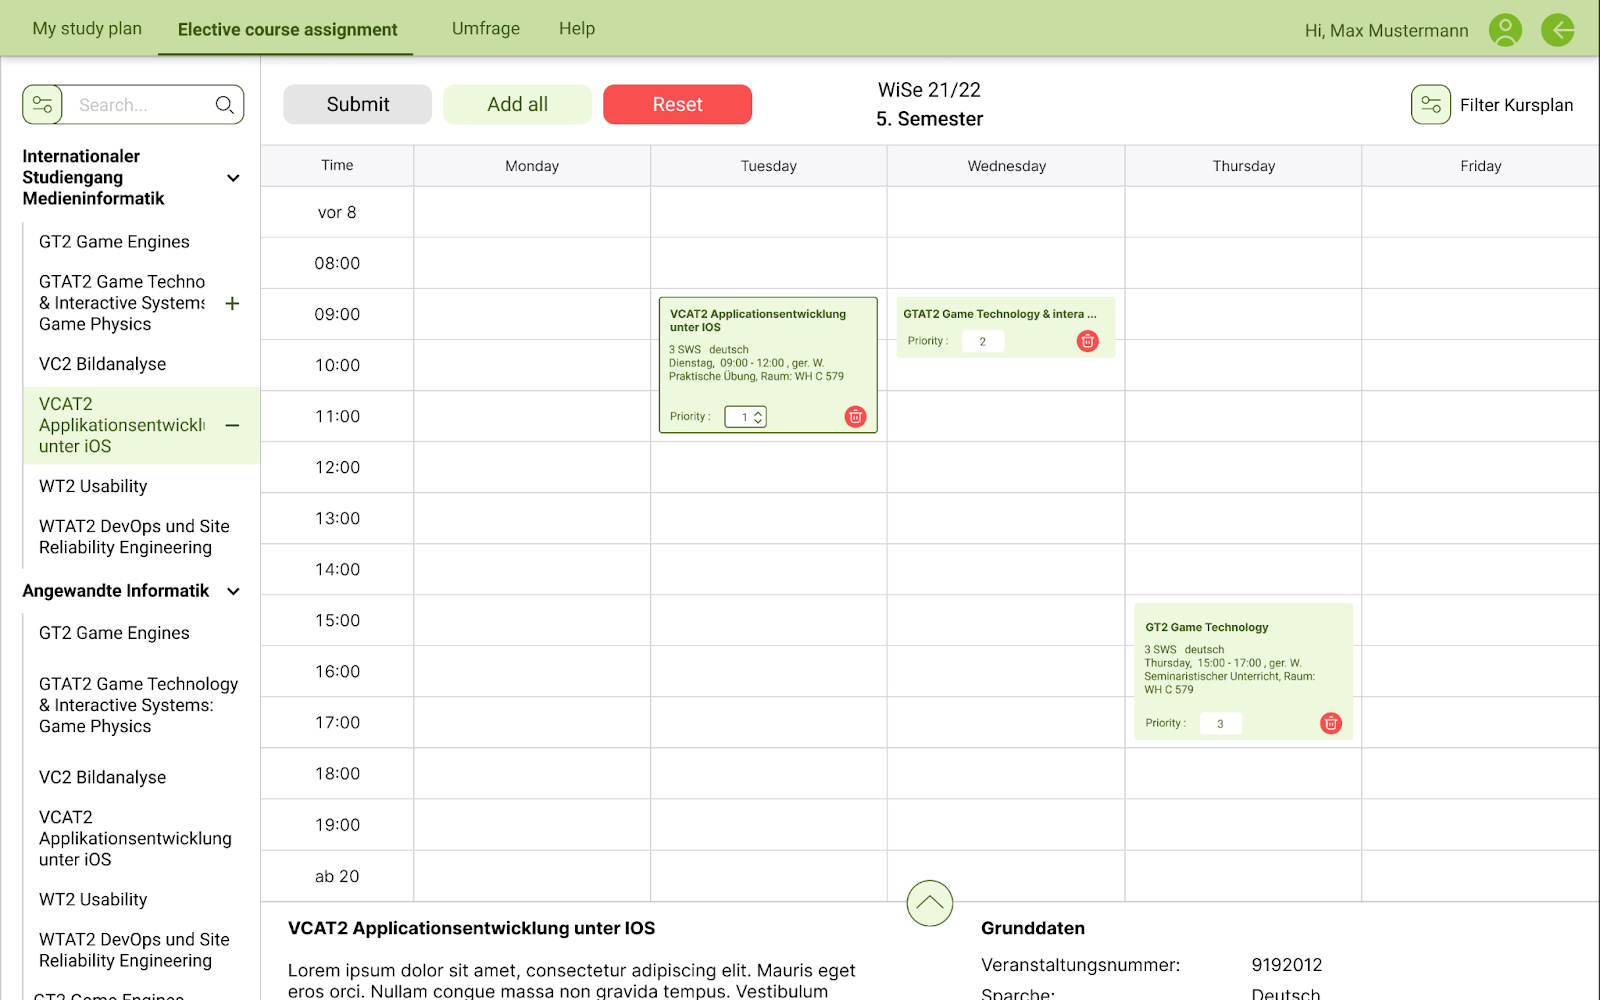 My study plan
Elective course assignment
Umfrage
Help
Hi, Max Mustermann
Search...
Submit
Add all
Reset
WiSe 21/22
5. Semester
Filter Kursplan
Internationaler
Studiengang
Medieninformatik
GT2 Game Engines
GTAT2 Game Techno
& Interactive Systems
Game Physics
VC2 Bildanalyse
VCAT2
Applikationsentwickl
unter iOS
WT2 Usability
WTAT2 DevOps und Site
Reliability Engineering
Angewandte Informatik
GT2 Game Engines
GTAT2 Game Technology
& Interactive Systems:
Game Physics
VC2 Bildanalyse
VCAT2
Applikationsentwicklung
unter iOS
WT2 Usability
WTAT2 DevOps und Site
Reliability Engineering
GT2 Game Engines
Time
Monday
Tuesday
Wednesday
Thursday
Friday
vor 8
08:00
09:00
10:00
11:00
12:00
13:00
14:00
15:00
16:00
17:00
18:00
19:00
ab 20
VCAT2 Applicationsentwicklung
unter IOS
3 SWS deutsch
Dienstag, 09:00 - 12:00 , ger. W.
Praktische Übung, Raum: WH C 579
Priority : 1
GTAT2 Game Technology & intera ...
Priority : 2
GT2 Game Technology
3 SWS deutsch
Thursday, 15:00 - 17:00 , ger. W.
Seminaristischer Unterricht, Raum:
WH C 579
Priority : 3
VCAT2 Applicationsentwicklung unter IOS
Lorem ipsum dolor sit amet, consectetur adipiscing elit. Mauris eget
eros orci. Nullam congue massa non gravida tempus. Vestibulum
Grunddaten
Veranstaltungsnummer: 9192012
Sparche: Deutsch